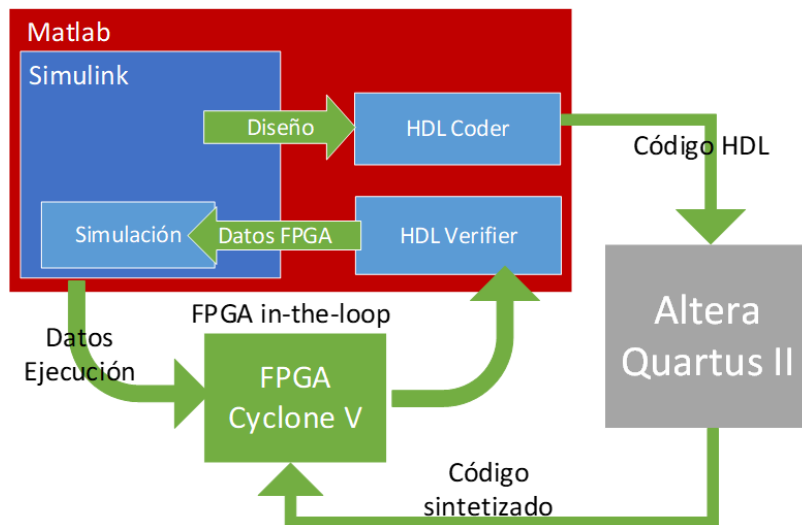 Matlab
Simulink
Diseño
HDL Coder
Código HDL
Simulación
Datos FPGA
HDL Verifier
FPGA in-the-loop
Datos
Ejecución
FPGA
Cyclone V
Altera
Quartus II
Código
sintetizado